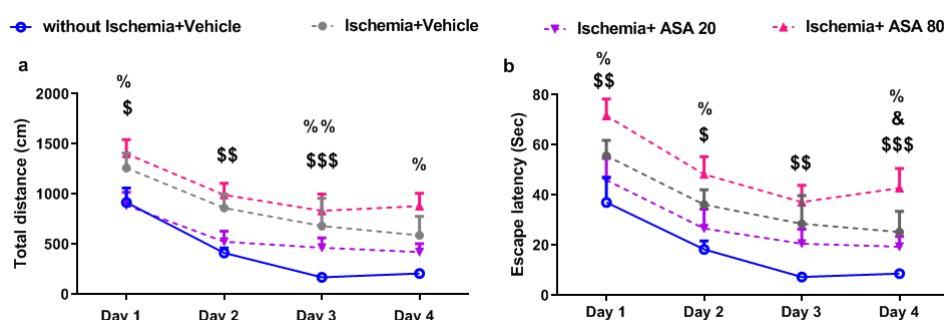 without Ischemia+Vehicle
Ischemia+Vehicle
Ischemia+ ASA 20
Ischemia+ ASA 80
a
Total distance (cm)
2000
1500
1000
500
0
%
$
$$
%%
$$$
%
Day 1
Day 2
Day 3
Day 4
b
Escape latency (Sec)
80
60
40
20
0
%
$$
%
$
$$
%
&
$$$
Day 1
Day 2
Day 3
Day 4